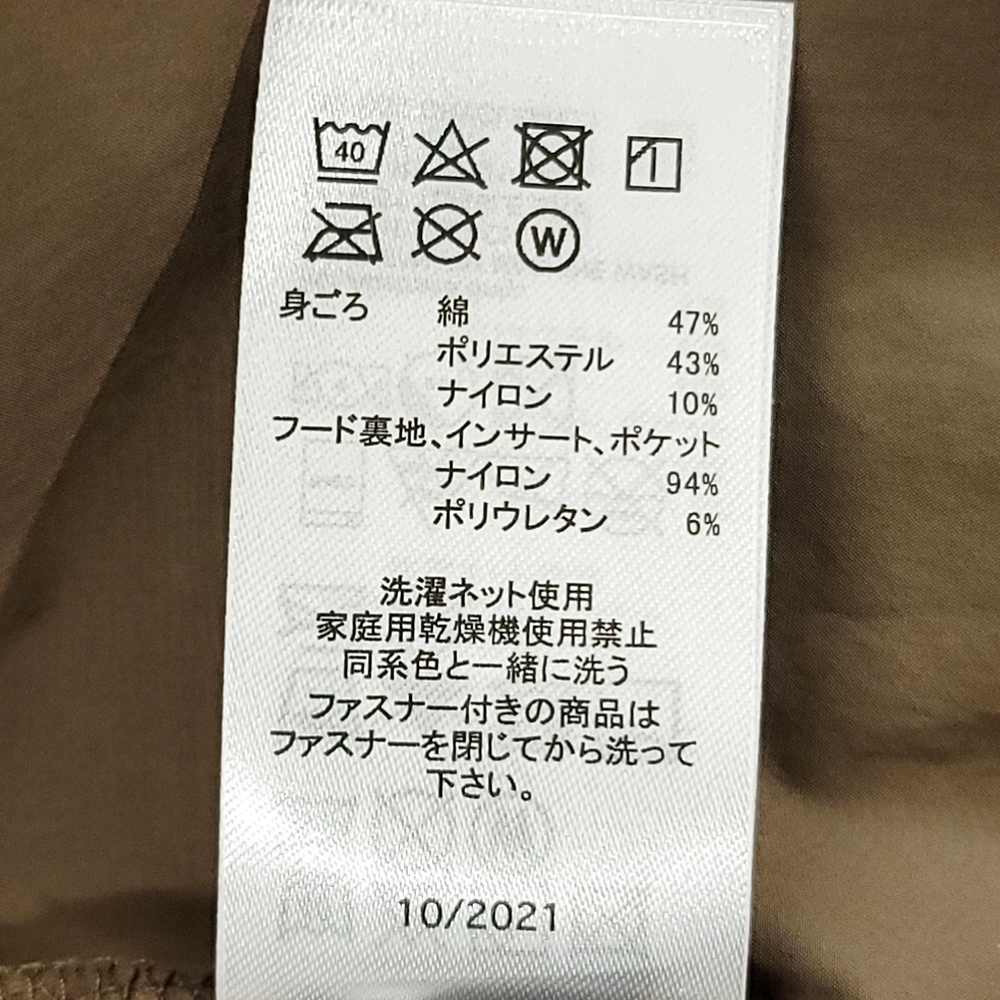 40
W
身ごろ 綿 47%
ポリエステル 43%
ナイロン 10%
フード裏地、インサート、ポケット
ナイロン 94%
ポリウレタン 6%
洗濯ネット使用
家庭用乾燥機使用禁止
同系色と一緒に洗う
ファスナー付きの商品は
ファスナーを閉じてから洗って
下さい。
10/2021